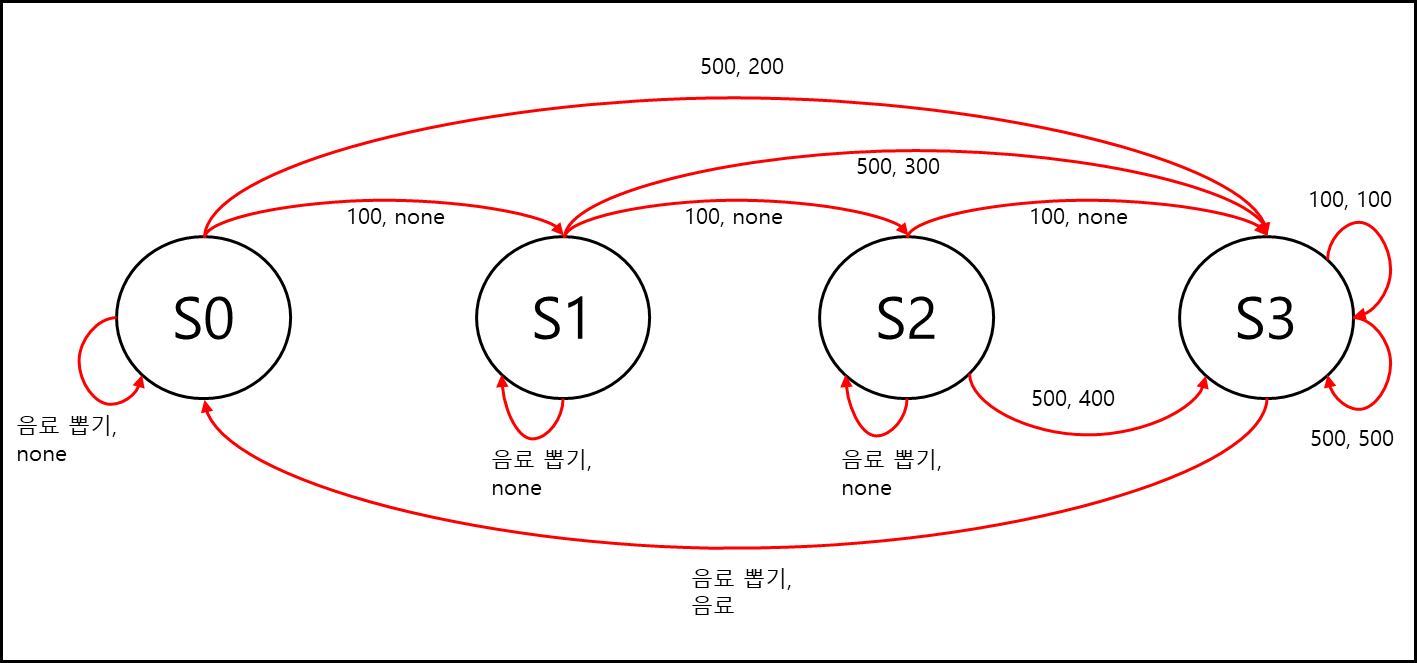 500, 200
500, 300
100, none
100, none
100, none
100, 100
S0
S1
S2
S3
500, 400
음료 뽑기,
none
음료 뽑기,
none
음료 뽑기,
none
500, 500
음료 뽑기,
음료